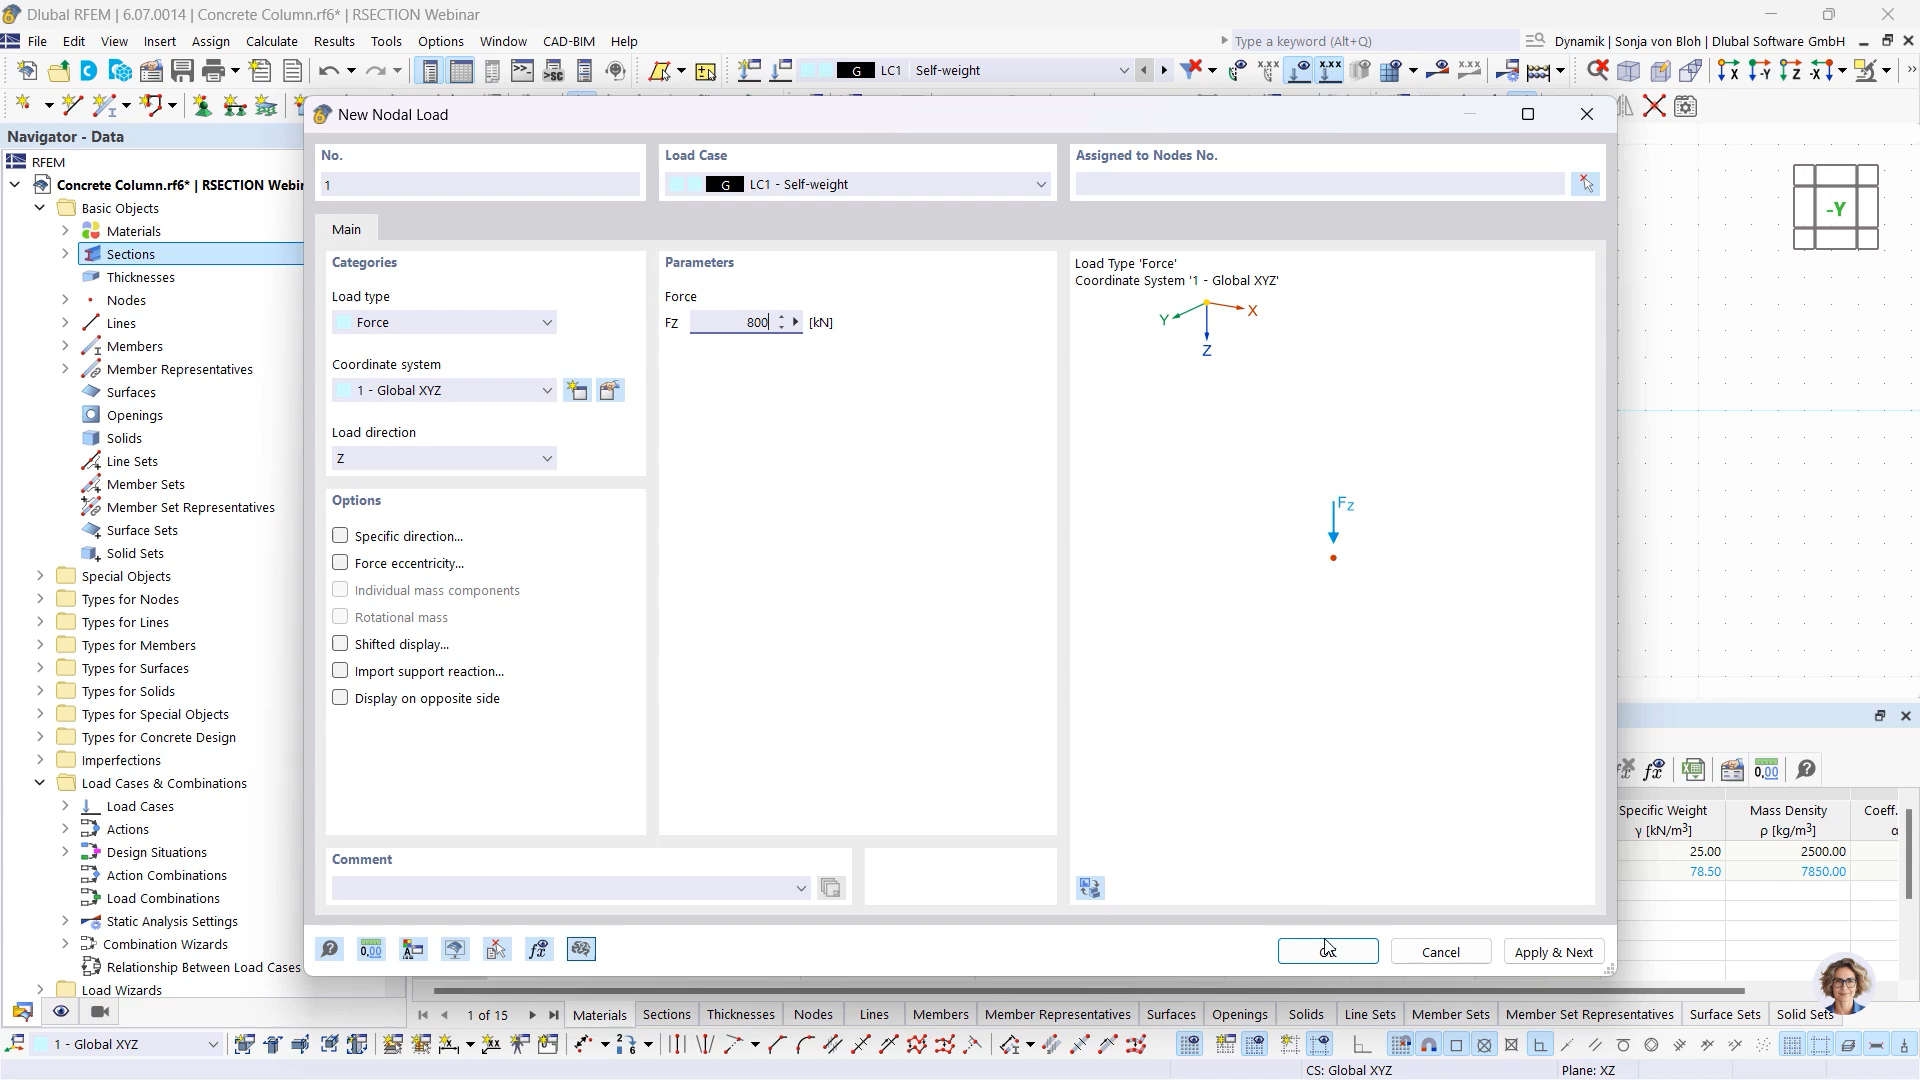 Dlubal RFEM | 6.07.0014 | Concrete Column.rf6* | RSECTION Webinar
File Edit View Insert Assign Calculate Results Tools Options Window CAD-BIM Help
Type a keyword (Alt+Q)
Dynamik | Sonja von Bloh | Dlubal Software GmbH
G LC1 Self-weight
Navigator - Data
RFEM
Concrete Column.rf6* | RSECTION Webin
Basic Objects
Materials
Sections
Thicknesses
Nodes
Lines
Members
Member Representatives
Surfaces
Openings
Solids
Line Sets
Member Sets
Member Set Representatives
Surface Sets
Solid Sets
Special Objects
Types for Nodes
Types for Lines
Types for Members
Types for Surfaces
Types for Solids
Types for Special Objects
Types for Concrete Design
Imperfections
Load Cases & Combinations
Load Cases
Actions
Design Situations
Action Combinations
Load Combinations
Static Analysis Settings
Combination Wizards
Relationship Between Load Cases
Load Wizards
New Nodal Load
No.
1
Load Case
G LC1 - Self-weight
Assigned to Nodes No.
Main
Categories
Load type
Force
Coordinate system
1 - Global XYZ
Load direction
Z
Options
Specific direction...
Force eccentricity...
Individual mass components
Rotational mass
Shifted display...
Import support reaction...
Display on opposite side
Parameters
Force
FZ 800 [kN]
Load Type 'Force'
Coordinate System '1 - Global XYZ'
X
Y
Z
FZ
Comment
Cancel
Apply & Next
-Y
Specific Weight
γ [kN/m3]
Mass Density
ρ [kg/m3]
Coeff.
α
25.00 2500.00
78.50 7850.00
1 of 15
Materials Sections Thicknesses Nodes Lines Members Member Representatives Surfaces Openings Solids Line Sets Member Sets Member Set Representatives Surface Sets Solid Sets
1 - Global XYZ
CS: Global XYZ
Plane: XZ